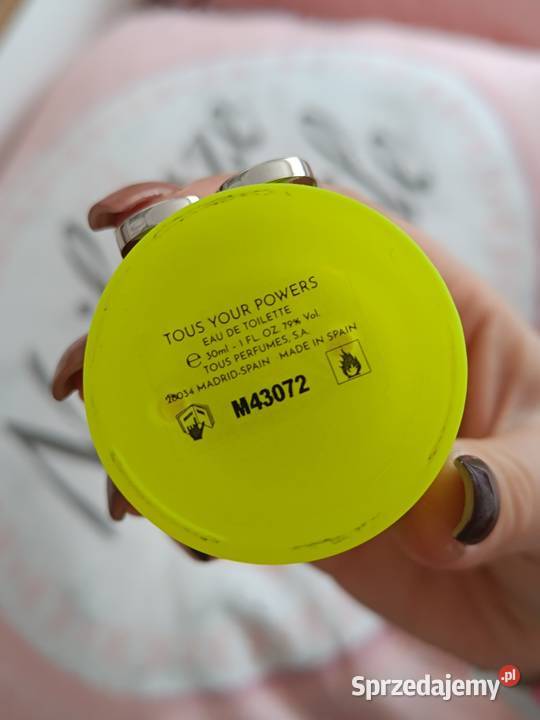 TOUS YOUR POWERS
EAU DE TOILETTE
e 30ml - 1 FL. OZ. 79% Vol.
TOUS PERFUMES, S.A.
28034 MADRID-SPAIN MADE IN SPAIN
M43072
Sprzedajemy.pl